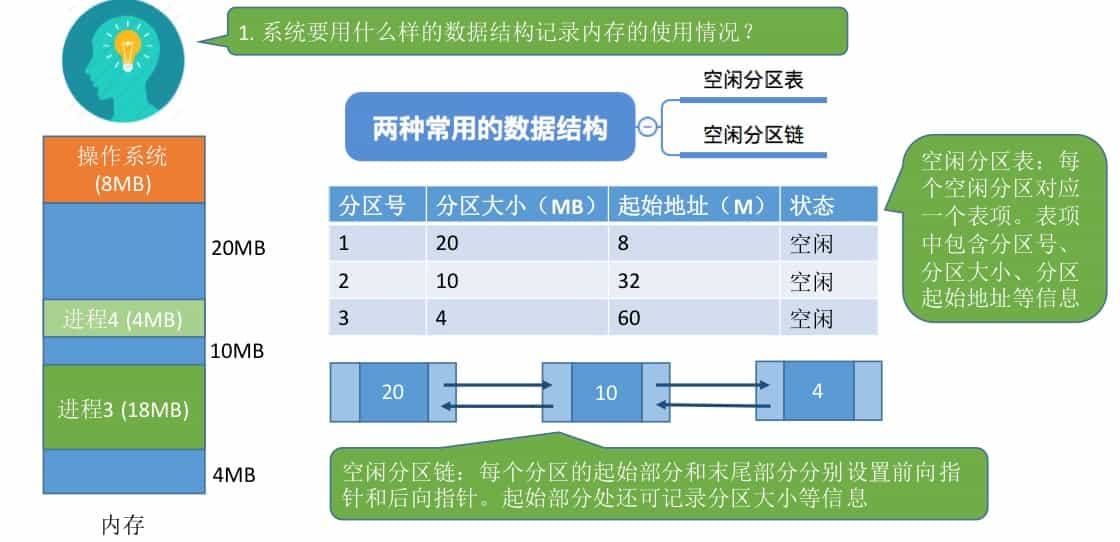 1. 系统要用什么样的数据结构记录内存的使用情况？
空闲分区表
两种常用的数据结构
空闲分区链
操作系统
(8MB)
20MB
进程4 (4MB)
10MB
进程3 (18MB)
4MB
内存
分区号 分区大小（MB） 起始地址（M） 状态
1 20 8 空闲
2 10 32 空闲
3 4 60 空闲
空闲分区表：每
个空闲分区对应
一个表项。表项
中包含分区号、
分区大小、分区
起始地址等信息
20 10 4
空闲分区链：每个分区的起始部分和末尾部分分别设置前向指
针和后向指针。起始部分处还可记录分区大小等信息